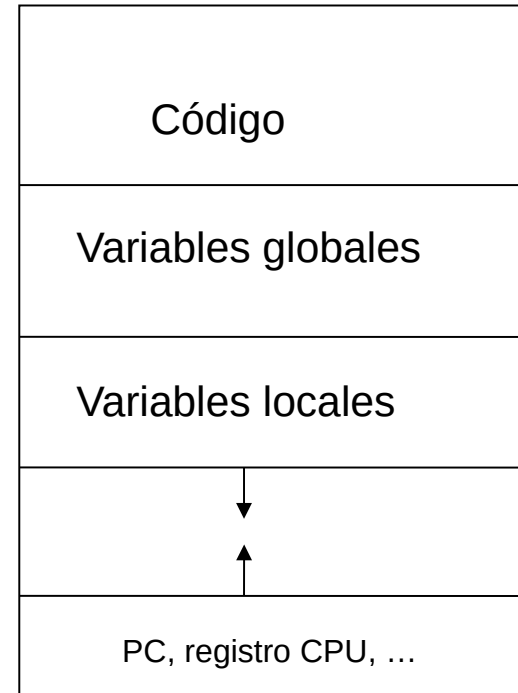 Código
Variables globales
Variables locales
PC, registro CPU, …